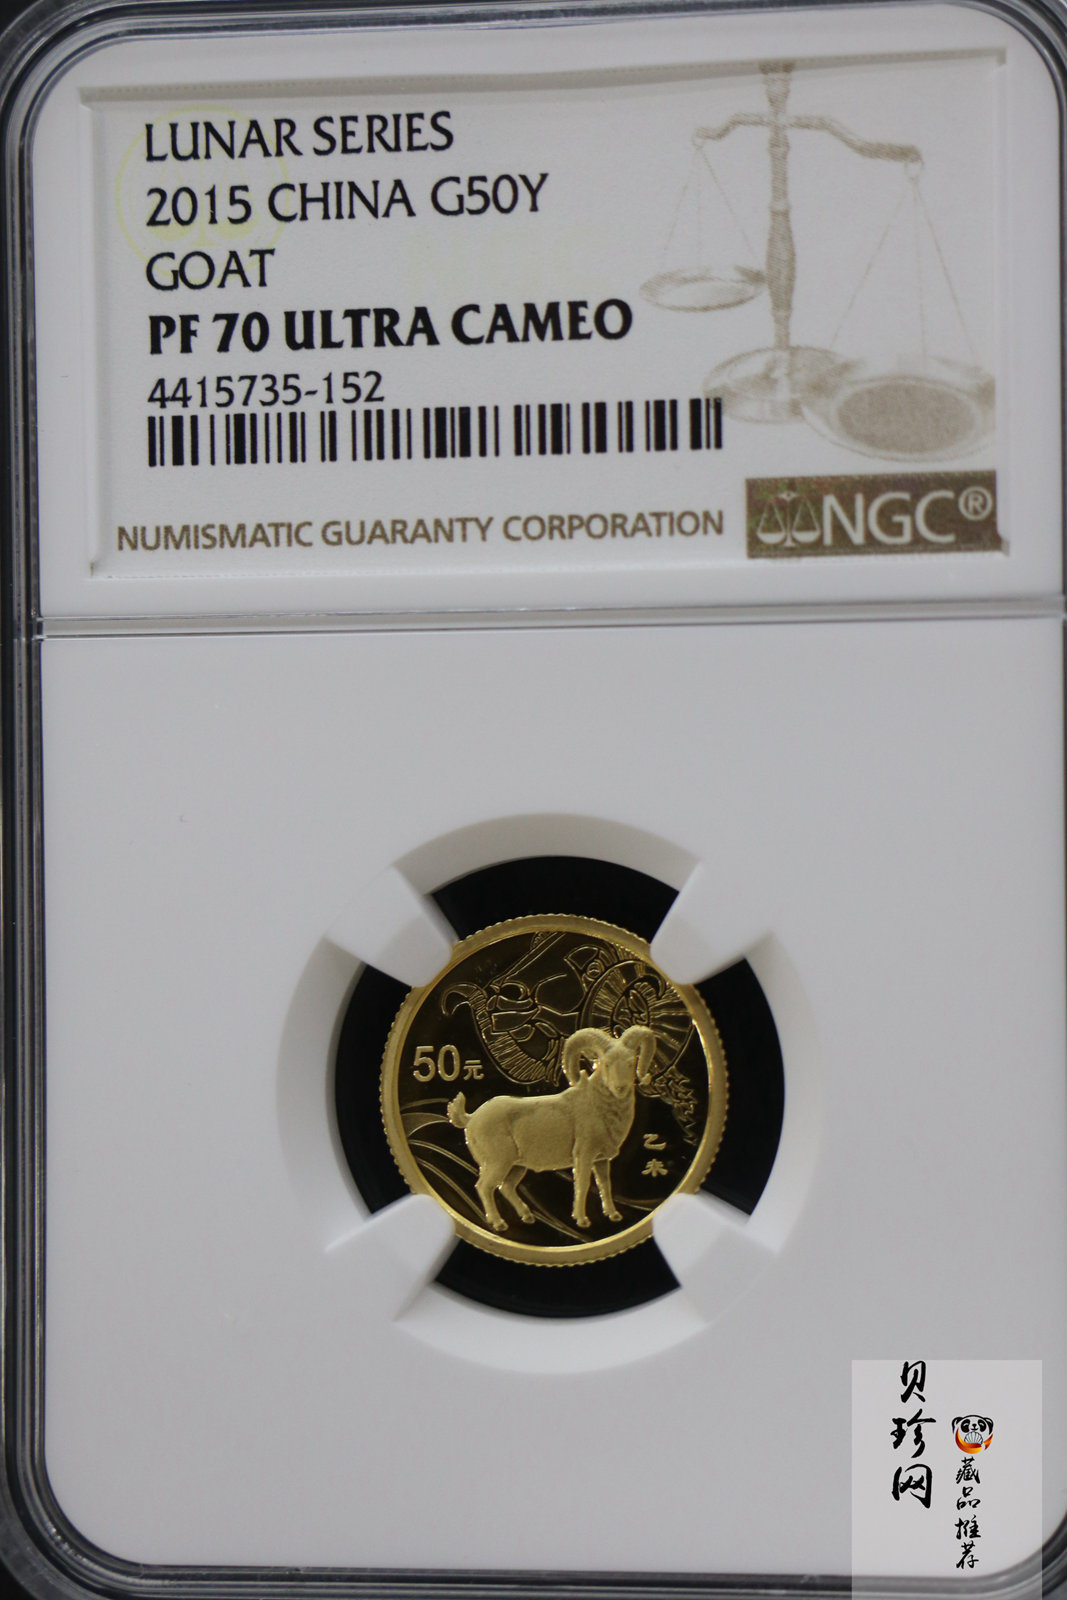 LUNAR SERIES
2015 CHINA G50Y
GOAT
PF 70 ULTRA CAMEO
4415735-152
NUMISMATIC GUARANTY CORPORATION
NGC®
50元
乙未
贝珍网
藏品推荐